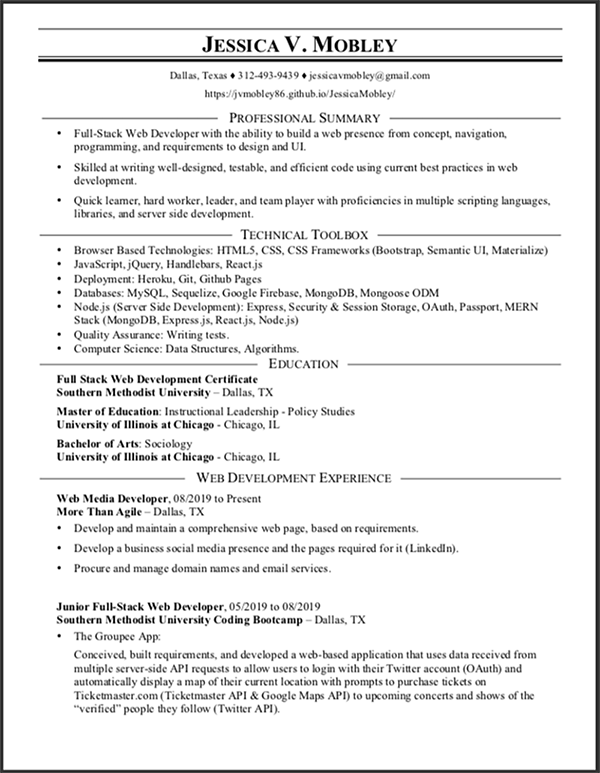 JESSICA V. MOBLEY
Dallas, Texas ♦ 312-493-9439 ♦ jessicavmobley@gmail.com
https://jvmobley86.github.io/JessicaMobley/
PROFESSIONAL SUMMARY
• Full-Stack Web Developer with the ability to build a web presence from concept, navigation,
programming, and requirements to design and UI.
• Skilled at writing well-designed, testable, and efficient code using current best practices in web
development.
• Quick learner, hard worker, leader, and team player with proficiencies in multiple scripting languages,
libraries, and server side development.
TECHNICAL TOOLBOX
• Browser Based Technologies: HTML5, CSS, CSS Frameworks (Bootstrap, Semantic UI, Materialize)
• JavaScript, jQuery, Handlebars, React.js
• Deployment: Heroku, Git, Github Pages
• Databases: MySQL, Sequelize, Google Firebase, MongoDB, Mongoose ODM
• Node.js (Server Side Development): Express, Security & Session Storage, OAuth, Passport, MERN
Stack (MongoDB, Express.js, React.js, Node.js)
• Quality Assurance: Writing tests.
• Computer Science: Data Structures, Algorithms.
EDUCATION
Full Stack Web Development Certificate
Southern Methodist University – Dallas, TX
Master of Education: Instructional Leadership - Policy Studies
University of Illinois at Chicago - Chicago, IL
Bachelor of Arts: Sociology
University of Illinois at Chicago - Chicago, IL
WEB DEVELOPMENT EXPERIENCE
Web Media Developer, 08/2019 to Present
More Than Agile – Dallas, TX
• Develop and maintain a comprehensive web page, based on requirements.
• Develop a business social media presence and the pages required for it (LinkedIn).
• Procure and manage domain names and email services.
Junior Full-Stack Web Developer, 05/2019 to 08/2019
Southern Methodist University Coding Bootcamp – Dallas, TX
• The Groupee App:
Conceived, built requirements, and developed a web-based application that uses data received from
multiple server-side API requests to allow users to login with their Twitter account (OAuth) and
automatically display a map of their current location with prompts to purchase tickets on
Ticketmaster.com (Ticketmaster API & Google Maps API) to upcoming concerts and shows of the
“verified” people they follow (Twitter API).